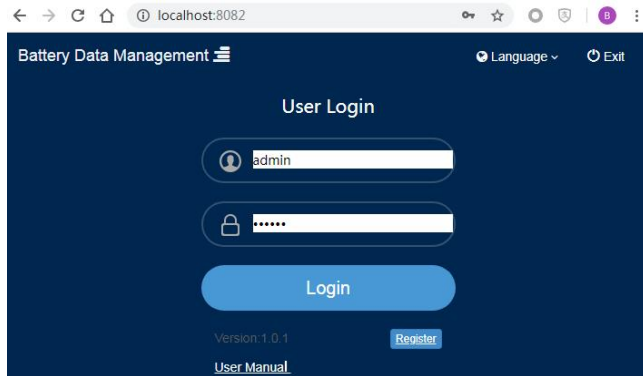 localhost:8082
B
Battery Data Management
Language
Exit
User Login
admin
••••••
Login
Version:1.0.1
Register
User Manual